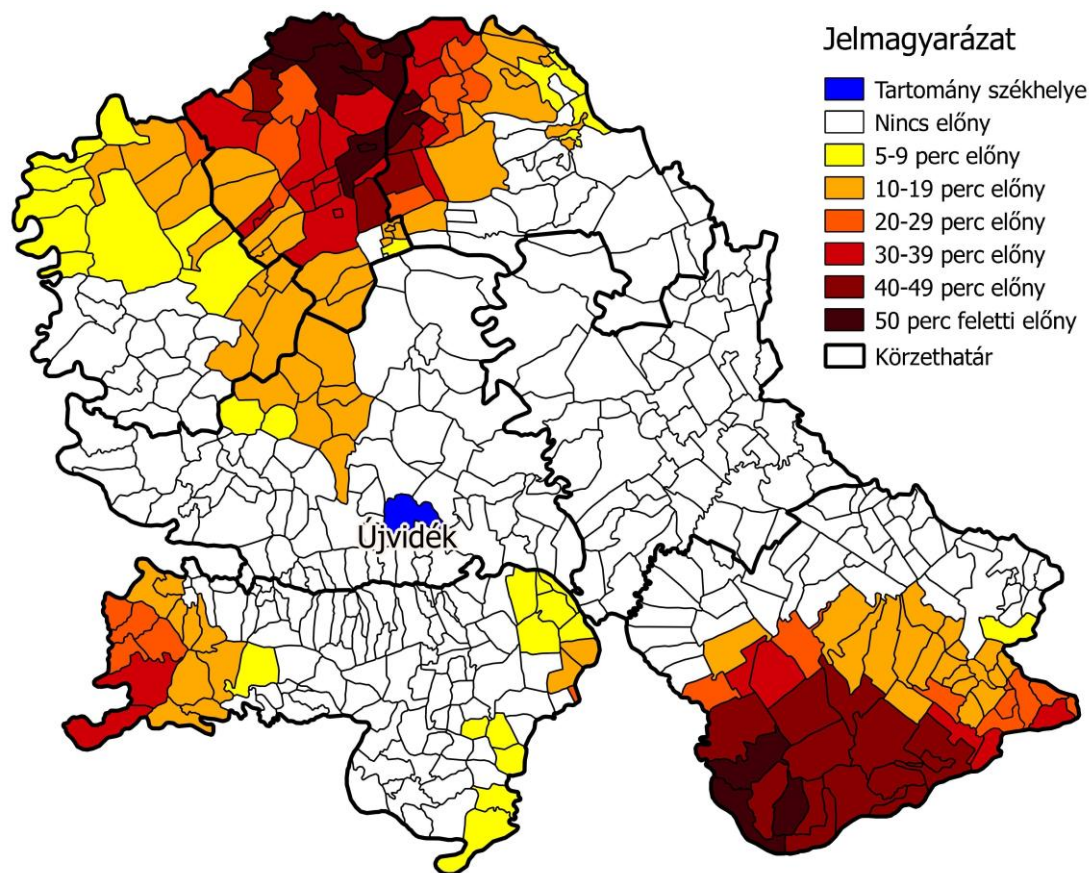 Jelmagyarázat
Tartomány székhelye
Nincs előny
5-9 perc előny
10-19 perc előny
20-29 perc előny
30-39 perc előny
40-49 perc előny
50 perc feletti előny
Körzethatár
Újvidék